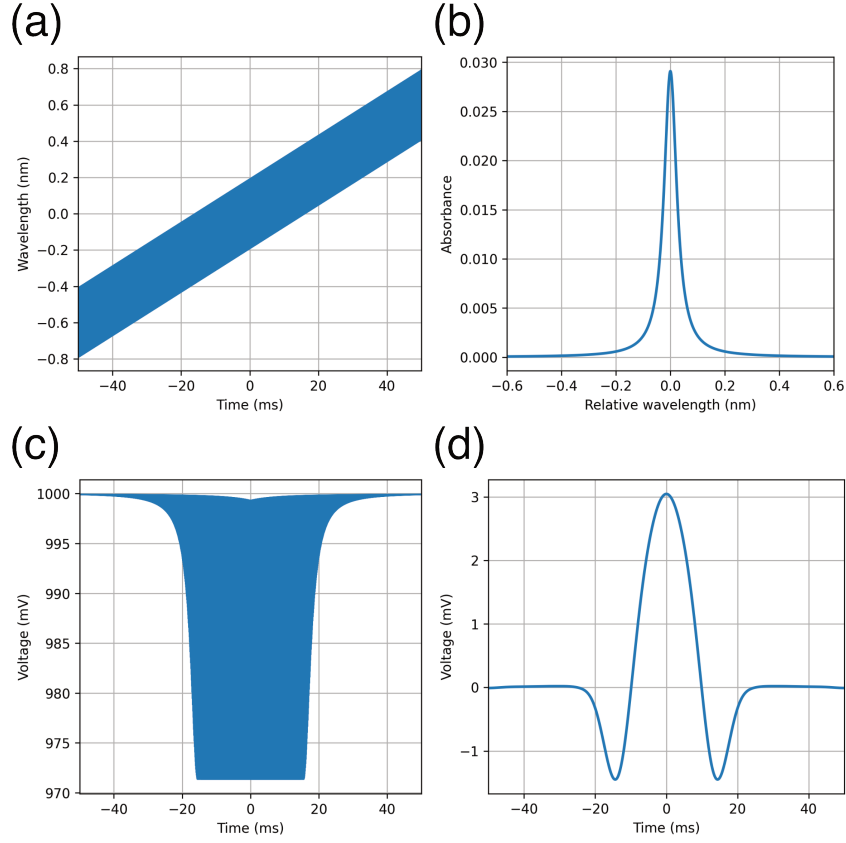 (a)
0.8
0.6
0.4
0.2
0.0
−0.2
−0.4
−0.6
−0.8
Wavelength (nm)
−40 −20 0 20 40
Time (ms)
(b)
0.030
0.025
0.020
0.015
0.010
0.005
0.000
Absorbance
−0.6 −0.4 −0.2 0.0 0.2 0.4 0.6
Relative wavelength (nm)
(c)
1000
995
990
985
980
975
970
Voltage (mV)
−40 −20 0 20 40
Time (ms)
(d)
3
2
1
0
−1
Voltage (mV)
−40 −20 0 20 40
Time (ms)